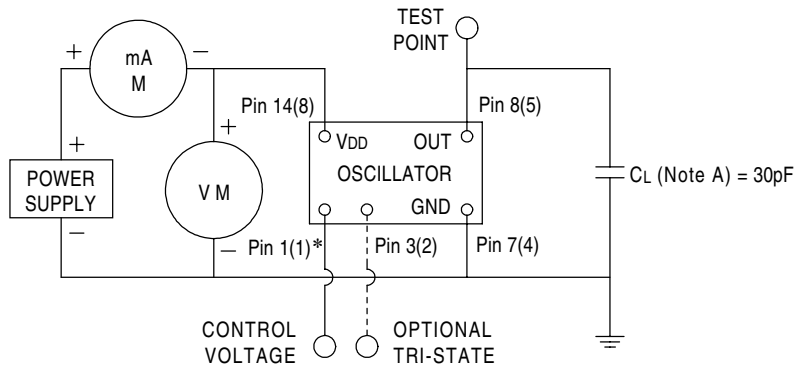 TEST
POINT
+
mA
M
−
Pin 14(8)
Pin 8(5)
+
+
VDD
OUT
OSCILLATOR
POWER
SUPPLY
V M
CL (Note A) = 30pF
GND
−
−
Pin 1(1)*
Pin 3(2)
Pin 7(4)
CONTROL
VOLTAGE
OPTIONAL
TRI-STATE